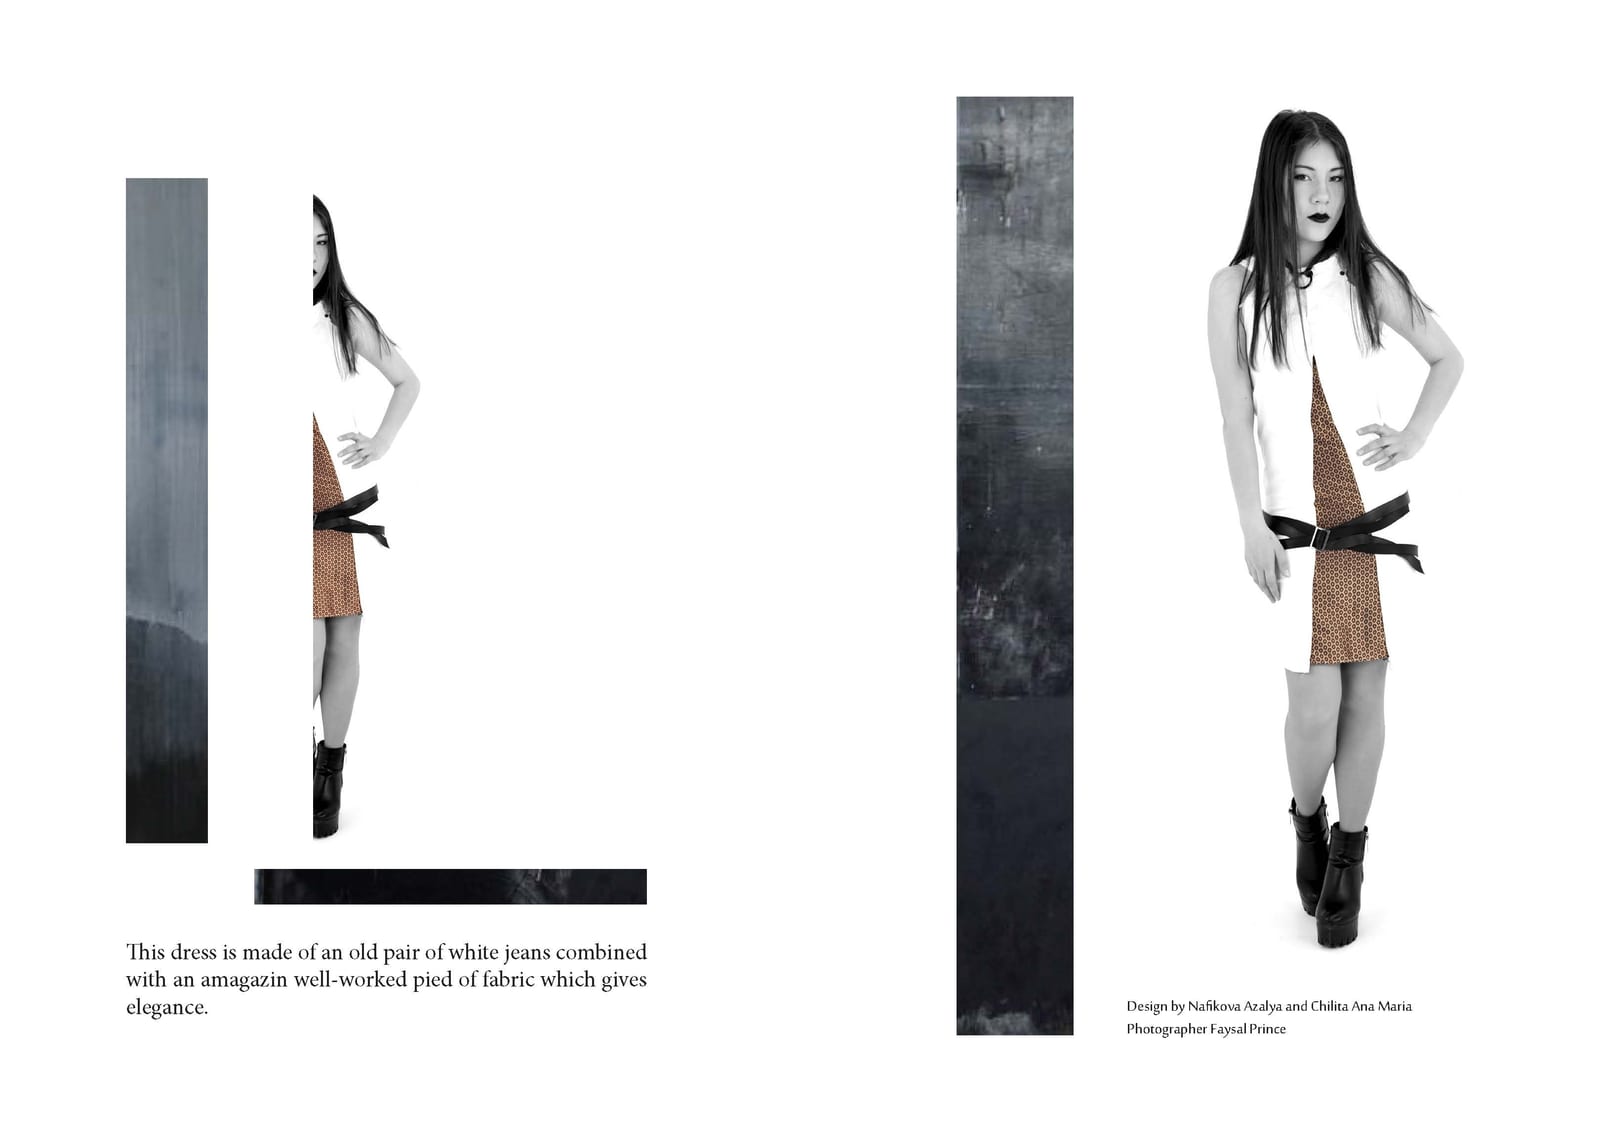 This dress is made of an old pair of white jeans combined
with an amagazin well-worked pied of fabric which gives
elegance.
Design by Nafikova Azalya and Chilita Ana Maria
Photographer Faysal Prince